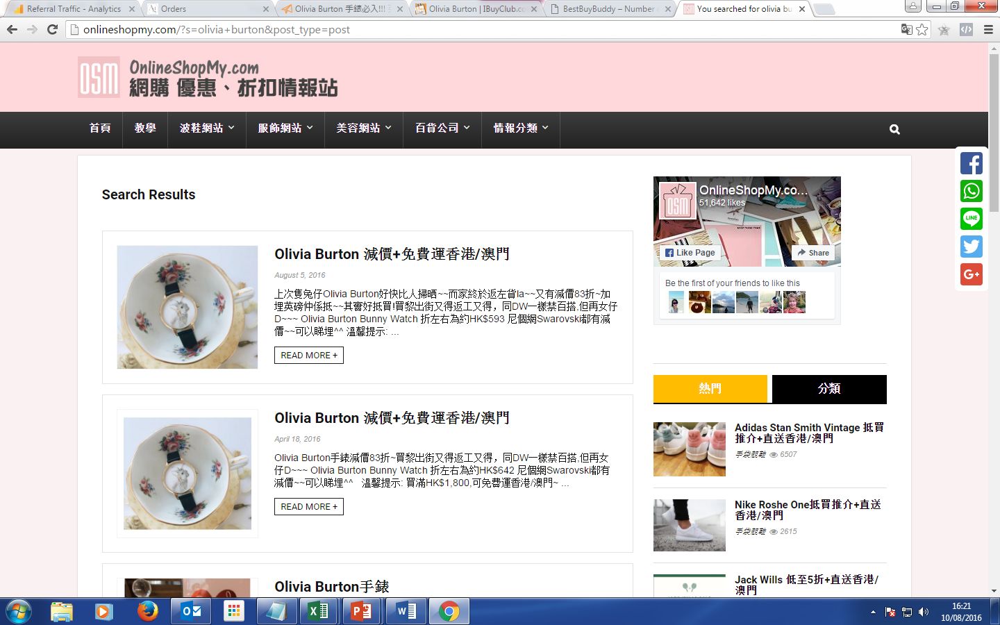 Referral Traffic - Analytics
Orders
Olivia Burton 手錶必入!!!
Olivia Burton | IBuyClub.co
BestBuyBuddy – Number
You searched for olivia bu
onlineshopmy.com/?s=olivia+burton&post_type=post
OSM
OnlineShopMy.com
網購 優惠、折扣情報站
首頁
教學
波鞋網站
服飾網站
美容網站
百貨公司
情報分類
Search Results
Olivia Burton 減價+免費運香港/澳門
August 5, 2016
上次隻兔仔Olivia Burton好快比人掃晒~~而家終於返左貨la~~又有減價83折~加
埋英磅仲係抵~~其實好抵買!買黎出街又得返工又得，同DW一樣禁百搭,但再女仔
D~~~ Olivia Burton Bunny Watch 折左右為約HK$593 尼個網Swarovski都有減
價~~可以睇埋^^ 溫馨提示: ...
READ MORE +
Olivia Burton 減價+免費運香港/澳門
April 18, 2016
Olivia Burton手錶減價83折~買黎出街又得返工又得，同DW一樣禁百搭,但再女
仔D~~~ Olivia Burton Bunny Watch 折左右為約HK$642 尼個網Swarovski都有
減價~~可以睇埋^^ 溫馨提示: 買滿HK$1,800,可免費運香港/澳門~ ...
READ MORE +
Olivia Burton手錶
OSM
OnlineShopMy.co...
51,642 likes
Like Page
Share
Be the first of your friends to like this
熱門
分類
Adidas Stan Smith Vintage 抵買
推介+直送香港/澳門
手袋靚鞋 6507
Nike Roshe One抵買推介+直送
香港/澳門
手袋靚鞋 2615
Jack Wills 低至5折+直送香港/
澳門
LINE
G+
16:21
10/08/2016